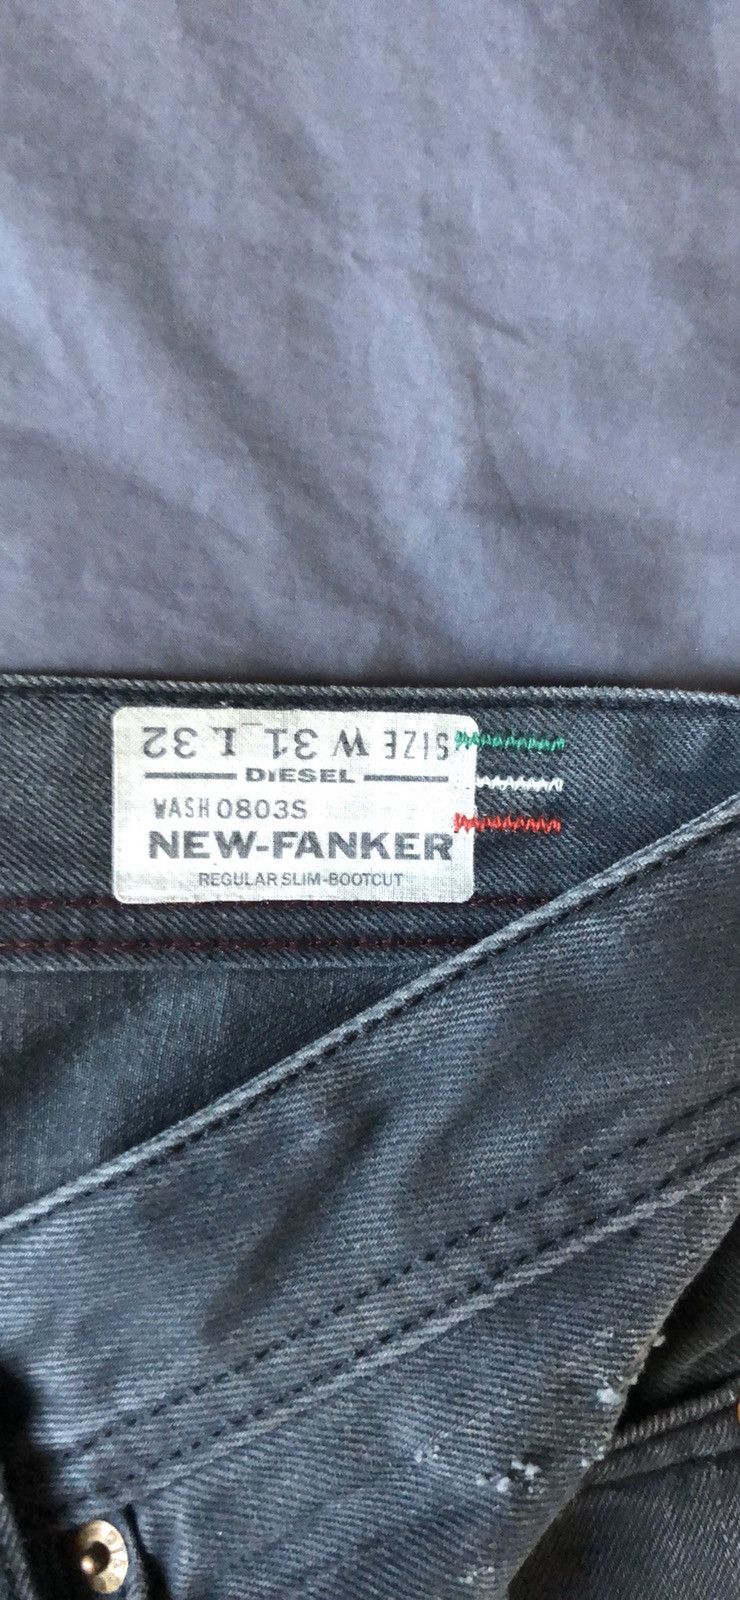 SIZE W 31 L 32
DIESEL
WASH 0803S
NEW-FANKER
REGULAR SLIM-BOOTCUT